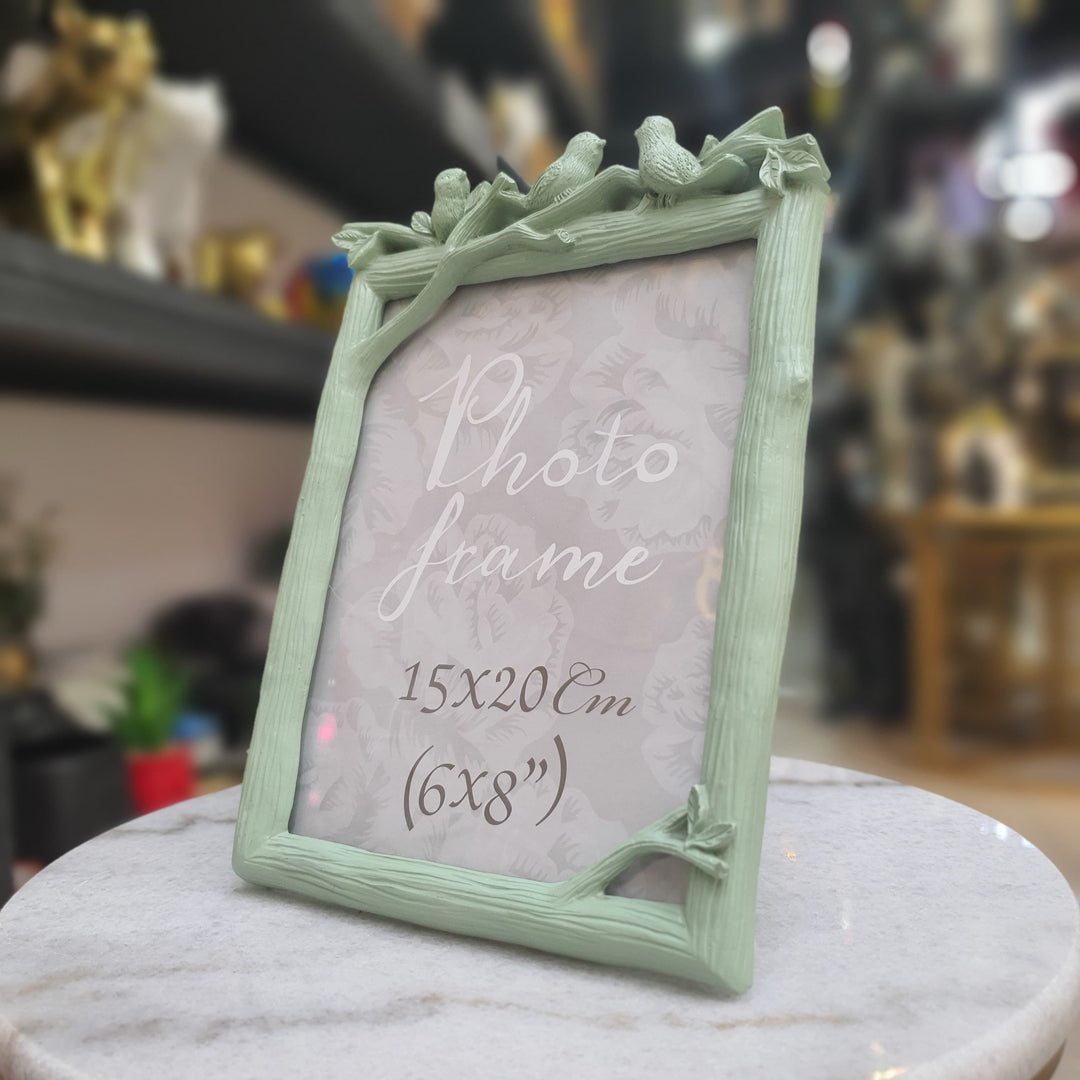 Photo
frame
15x20Cm
(6x8")